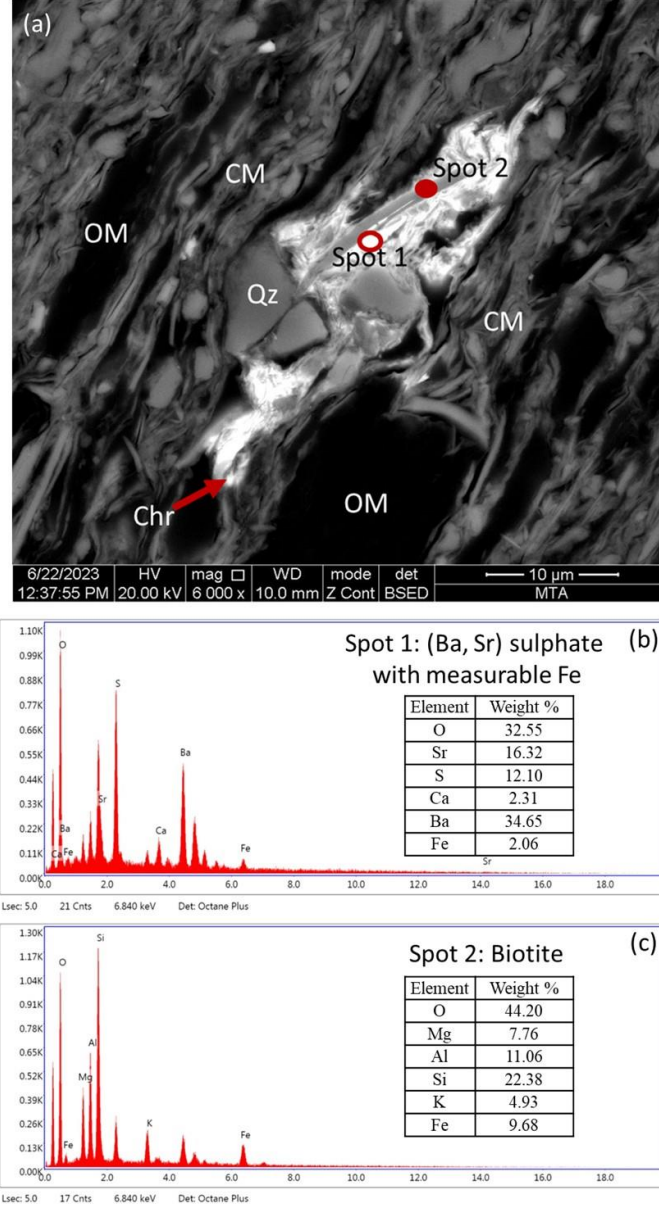 (a)
CM
Spot 2
OM
Spot 1
Qz
CM
OM
Chr
6/22/2023 HV mag WD mode det 10 µm
12:37:55 PM 20.00 kV 6 000 x 10.0 mm Z Cont BSED MTA
(b)
Spot 1: (Ba, Sr) sulphate
with measurable Fe
Element Weight %
O 32.55
Sr 16.32
S 12.10
Ca 2.31
Ba 34.65
Fe 2.06
1.10K
0.99K
0.88K
0.77K
0.66K
0.55K
0.44K
0.33K
0.22K
0.11K
0.00K
O
S
Ba
Sr
Ba
Ca
Fe
Ca
Fe
Sr
0.0 2.0 4.0 6.0 8.0 10.0 12.0 14.0 16.0 18.0
Lsec: 5.0 21 Cnts 6.840 keV Det: Octane Plus
(c)
Spot 2: Biotite
Element Weight %
O 44.20
Mg 7.76
Al 11.06
Si 22.38
K 4.93
Fe 9.68
1.30K
1.17K
1.04K
0.91K
0.78K
0.65K
0.52K
0.39K
0.26K
0.13K
0.00K
Si
O
Al
Mg
K
Fe
Fe
0.0 2.0 4.0 6.0 8.0 10.0 12.0 14.0 16.0 18.0
Lsec: 5.0 17 Cnts 6.840 keV Det: Octane Plus